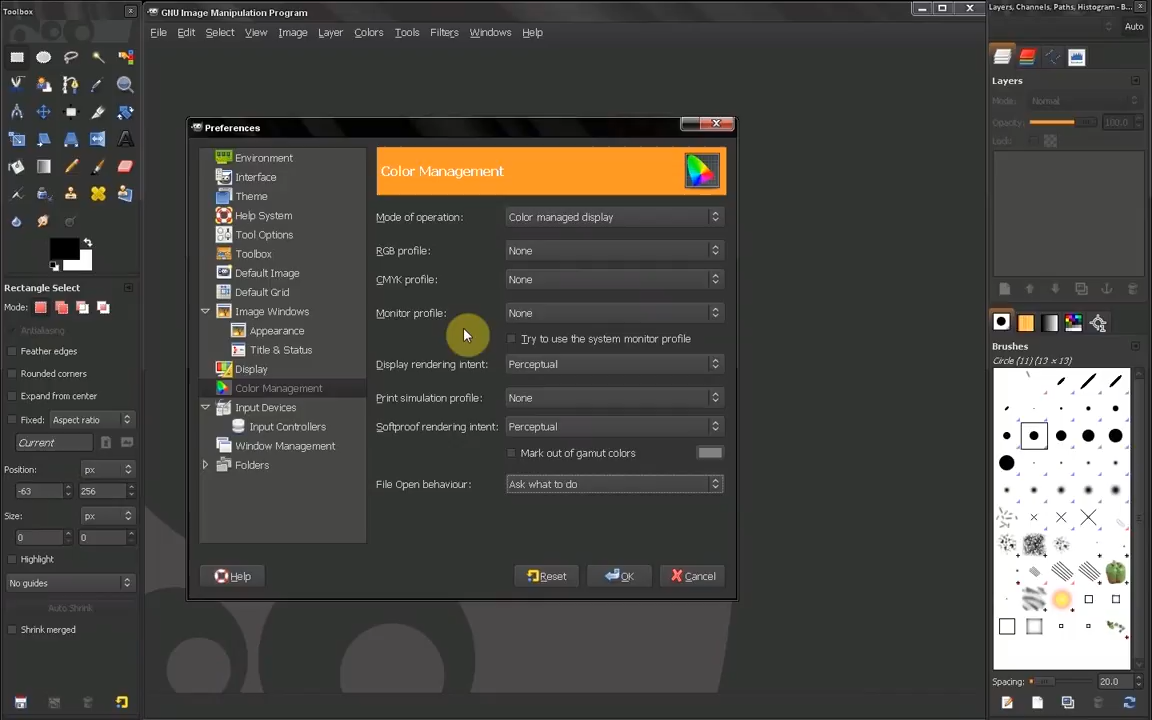 Toolbox
GNU Image Manipulation Program
Layers, Channels, Paths, Histogram - B...
File Edit Select View Image Layer Colors Tools Filters Windows Help
Auto
Layers
Mode: Normal
Opacity: 100.0
Lock:
Preferences
Environment
Interface
Theme
Help System
Tool Options
Toolbox
Default Image
Default Grid
Image Windows
Appearance
Title & Status
Display
Color Management
Input Devices
Input Controllers
Window Management
Folders
Color Management
Mode of operation: Color managed display
RGB profile: None
CMYK profile: None
Monitor profile: None
Try to use the system monitor profile
Display rendering intent: Perceptual
Print simulation profile: None
Softproof rendering intent: Perceptual
Mark out of gamut colors
File Open behaviour: Ask what to do
Help
Reset
OK
Cancel
Rectangle Select
Mode:
Antialiasing
Feather edges
Rounded corners
Expand from center
Fixed: Aspect ratio
Current
Position: px
-63 256
Size: px
0 0
Highlight
No guides
Auto Shrink
Shrink merged
Brushes
Circle (11) (13 × 13)
Spacing: 20.0